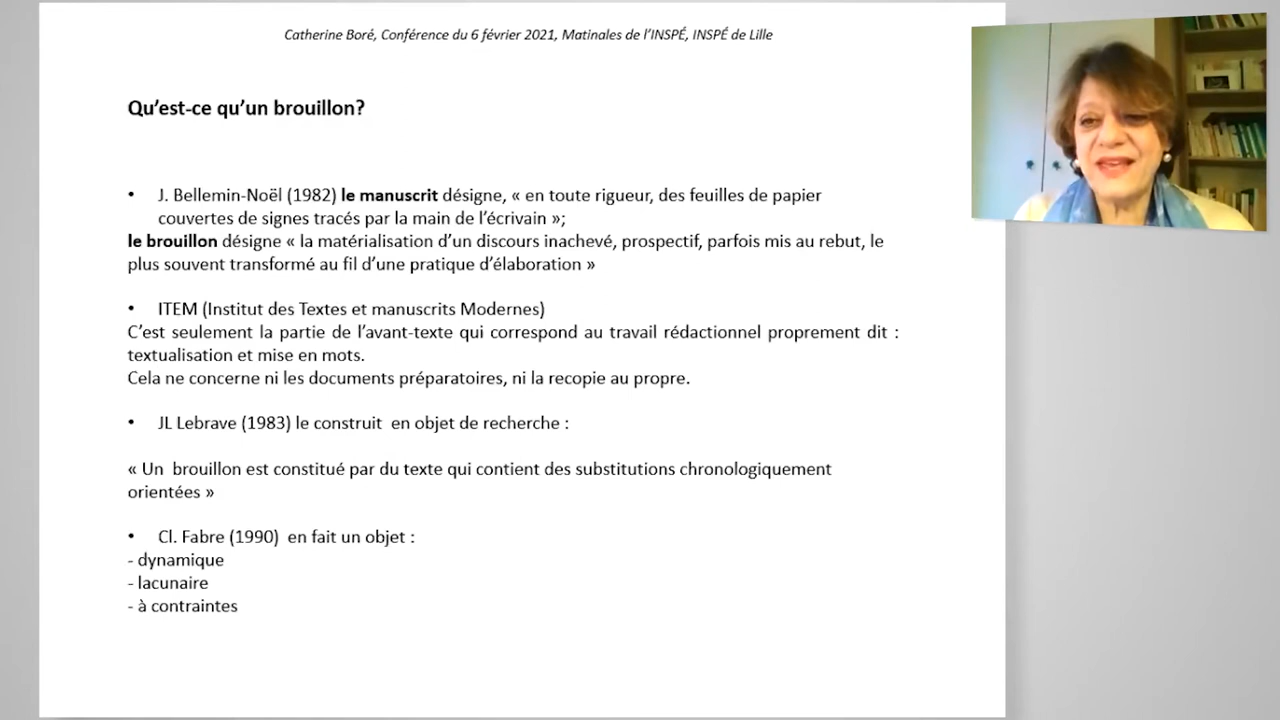 Catherine Boré, Conférence du 6 février 2021, Matinales de l'INSPÉ, INSPÉ de Lille
Qu'est-ce qu'un brouillon?
• J. Bellemin-Noël (1982) le manuscrit désigne, « en toute rigueur, des feuilles de papier
couvertes de signes tracés par la main de l'écrivain »;
le brouillon désigne « la matérialisation d'un discours inachevé, prospectif, parfois mis au rebut, le
plus souvent transformé au fil d'une pratique d'élaboration »
• ITEM (Institut des Textes et manuscrits Modernes)
C'est seulement la partie de l'avant-texte qui correspond au travail rédactionnel proprement dit :
textualisation et mise en mots.
Cela ne concerne ni les documents préparatoires, ni la recopie au propre.
• JL Lebrave (1983) le construit en objet de recherche :
« Un brouillon est constitué par du texte qui contient des substitutions chronologiquement
orientées »
• Cl. Fabre (1990) en fait un objet :
- dynamique
- lacunaire
- à contraintes